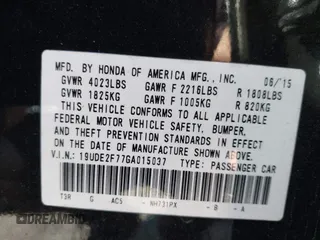 MFD. BY HONDA OF AMERICA MFG., INC. 06/'15
GVWR 4023LBS GAWR F 2216LBS R 1808LBS
GVWR 1825KG GAWR F 1005KG R 820KG
THIS VEHICLE CONFORMS TO ALL APPLICABLE
FEDERAL MOTOR VEHICLE SAFETY, BUMPER,
AND THEFT PREVENTION STANDARDS IN EFFECT
ON THE DATE OF MANUFACTURE SHOWN ABOVE.
V.I.N.: 19UDE2F77GA015037 TYPE: PASSENGER CAR
T3R G AC5 - NH731PX - B - A
DREAMBID